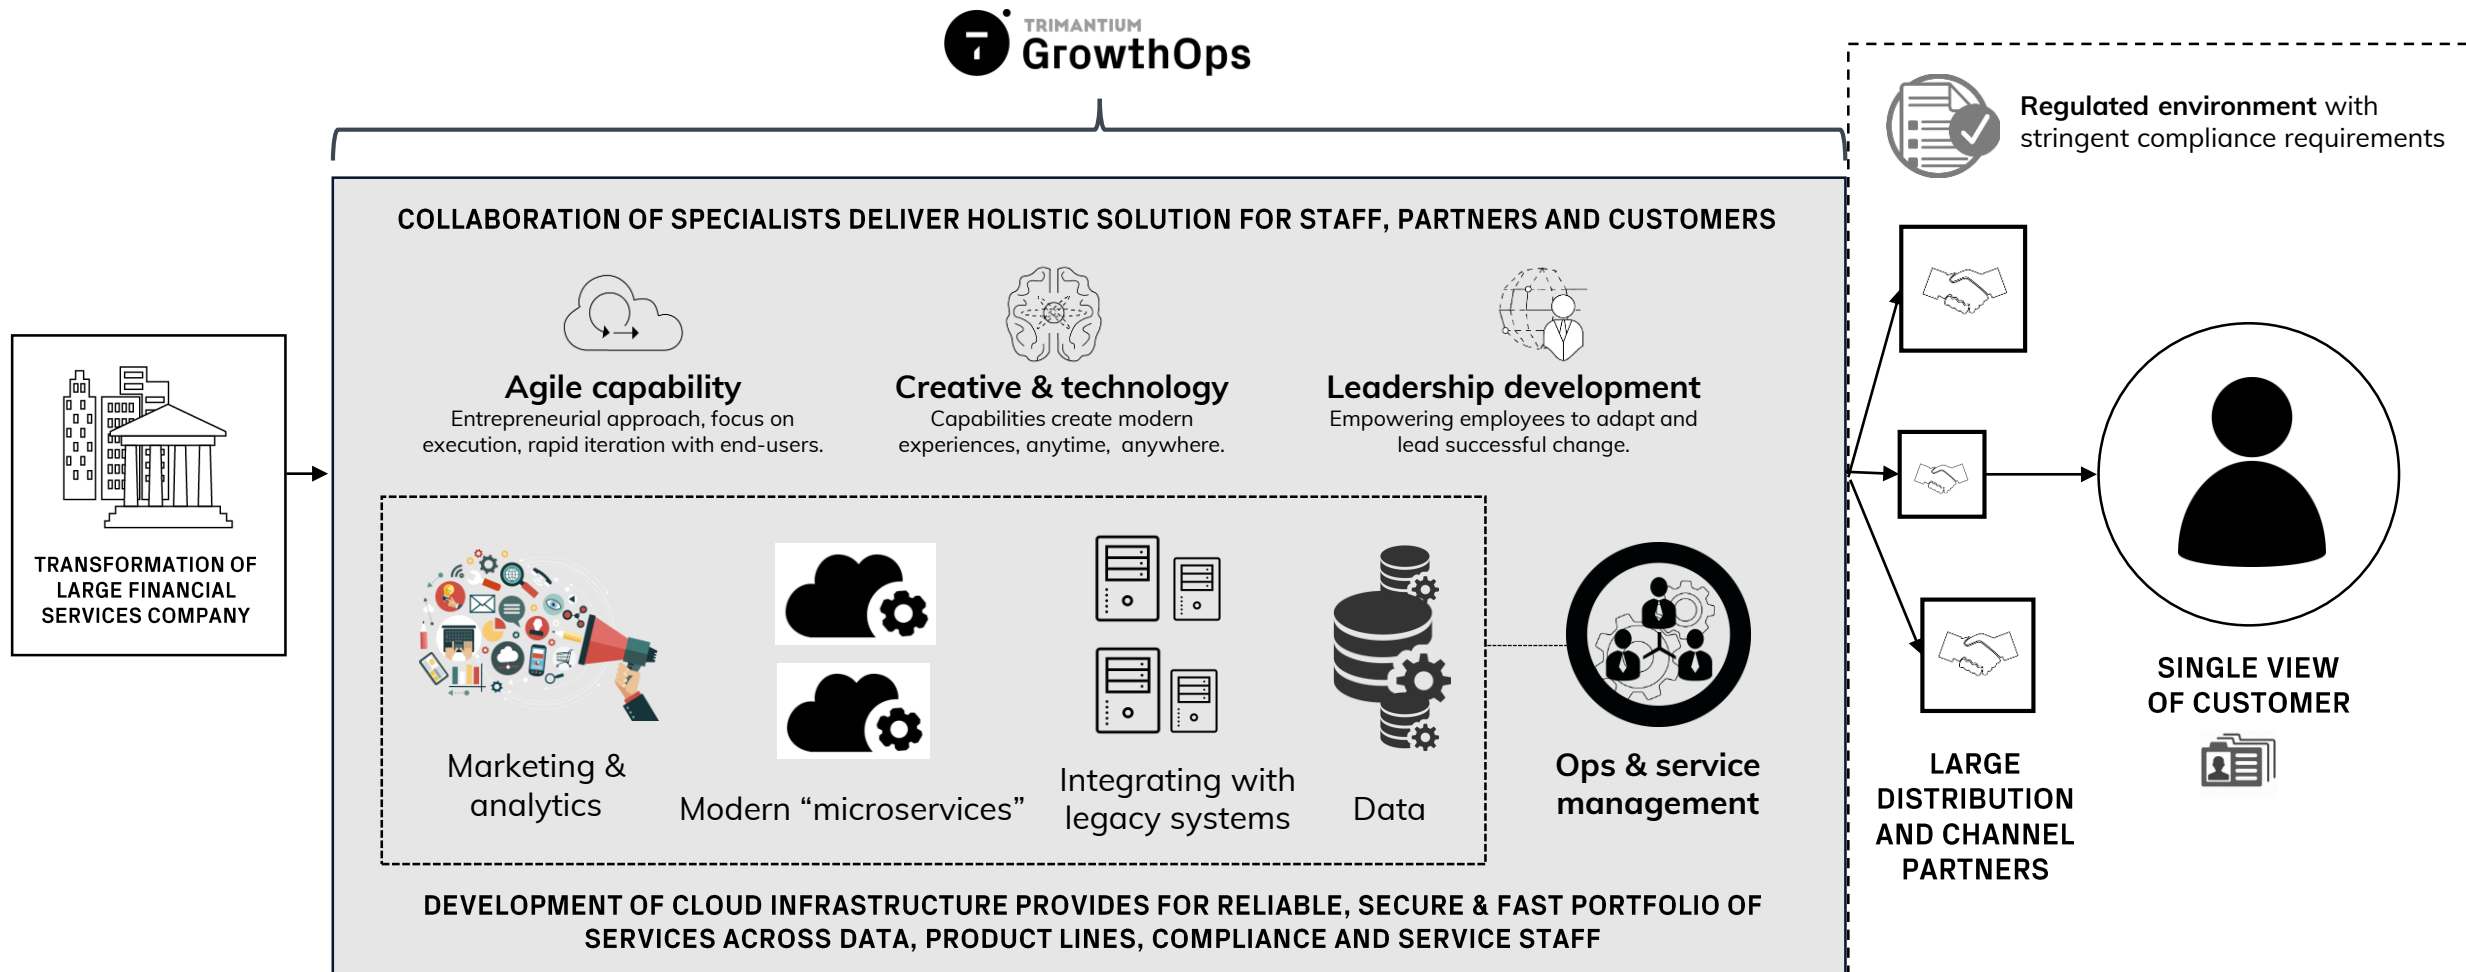 TRIMANTIUM
GrowthOps
Regulated environment with
stringent compliance requirements
COLLABORATION OF SPECIALISTS DELIVER HOLISTIC SOLUTION FOR STAFF, PARTNERS AND CUSTOMERS
Agile capability
Entrepreneurial approach, focus on
execution, rapid iteration with end-users.
Creative & technology
Capabilities create modern
experiences, anytime, anywhere.
Leadership development
Empowering employees to adapt and
lead successful change.
TRANSFORMATION OF
LARGE FINANCIAL
SERVICES COMPANY
Marketing &
analytics
Modern “microservices”
Integrating with
legacy systems
Data
Ops & service
management
SINGLE VIEW
OF CUSTOMER
LARGE
DISTRIBUTION
AND CHANNEL
PARTNERS
DEVELOPMENT OF CLOUD INFRASTRUCTURE PROVIDES FOR RELIABLE, SECURE & FAST PORTFOLIO OF
SERVICES ACROSS DATA, PRODUCT LINES, COMPLIANCE AND SERVICE STAFF